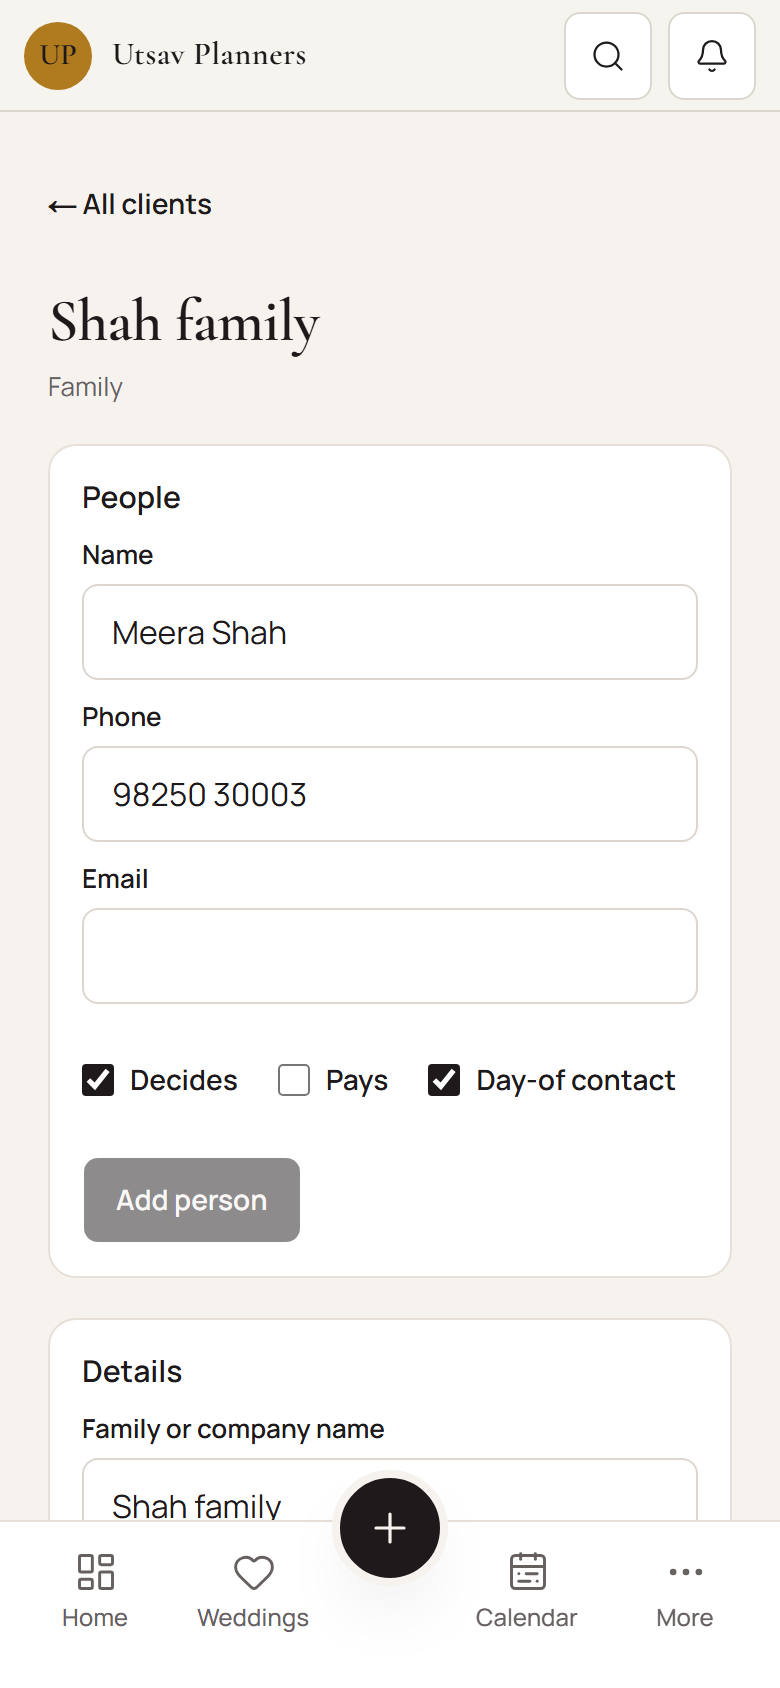 UP Utsav Planners
← All clients
Shah family
Family
People
Name
Meera Shah
Phone
98250 30003
Email
Decides Pays Day-of contact
Add person
Details
Family or company name
Shah family
Home Weddings Calendar More